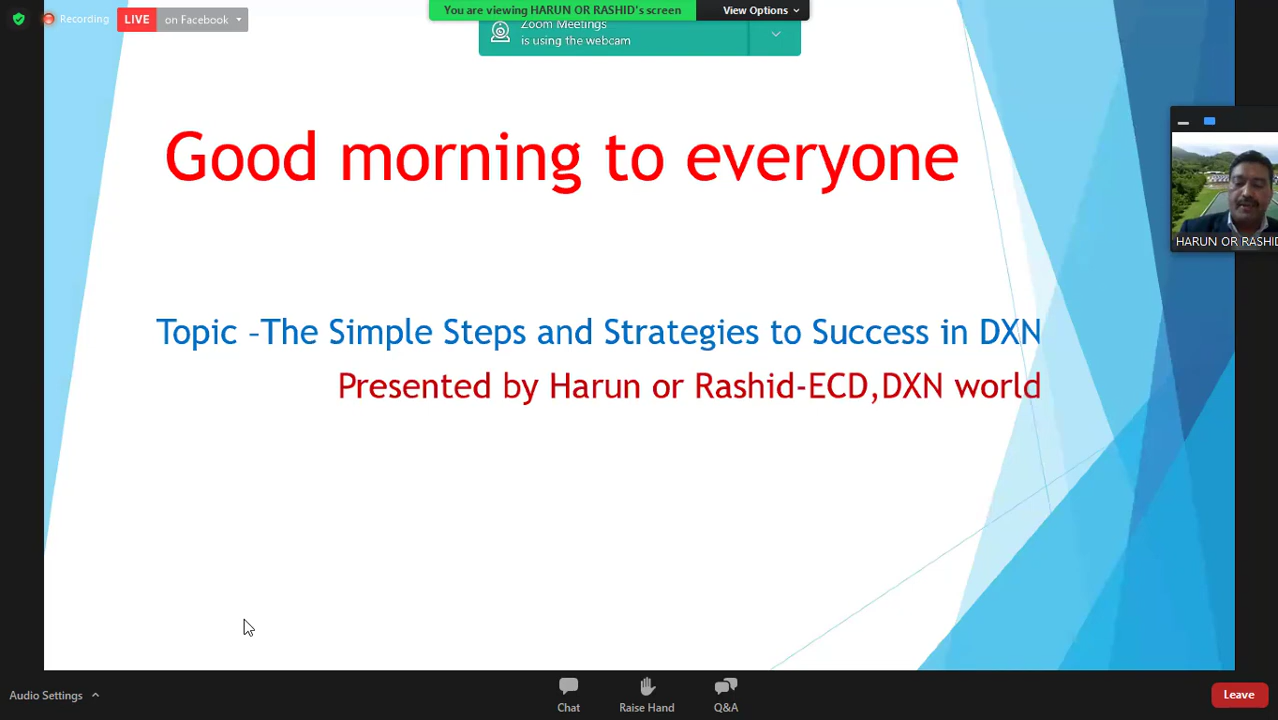 Recording
LIVE on Facebook
You are viewing HARUN OR RASHID's screen
View Options
Zoom Meetings
is using the webcam
Good morning to everyone
Topic –The Simple Steps and Strategies to Success in DXN
Presented by Harun or Rashid-ECD,DXN world
HARUN OR RASHID
Audio Settings
Chat
Raise Hand
Q&A
Leave